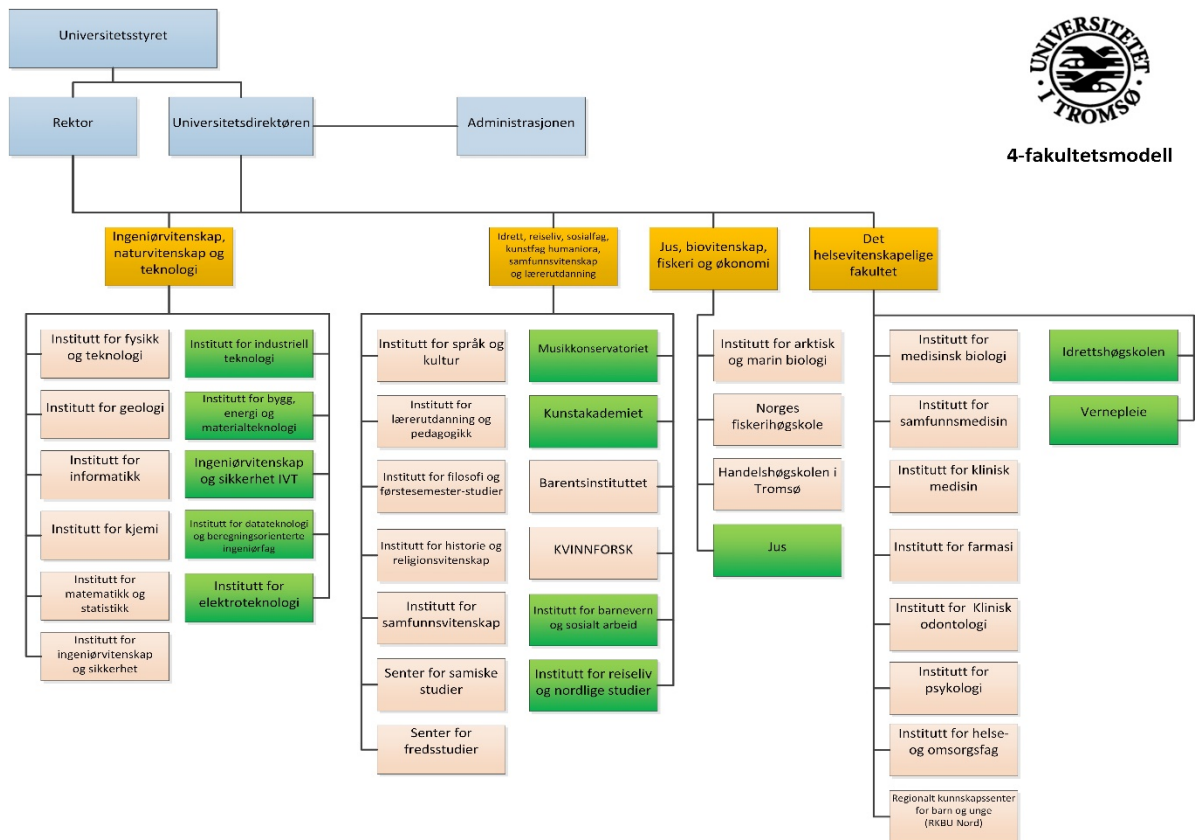 Universitetsstyret
UNIVERSITETET
I TROMSØ
Rektor
Universitetsdirektøren
Administrasjonen
4-fakultetsmodell
Ingeniørvitenskap,
naturvitenskap og
teknologi
Idrett, reiseliv, sosialfag,
kunstfag humaniora,
samfunnsvitenskap
og lærerutdanning
Jus, biovitenskap,
fiskeri og økonomi
Det
helsevitenskapelige
fakultet
Institutt for fysikk
og teknologi
Institutt for geologi
Institutt for
informatikk
Institutt for kjemi
Institutt for
matematikk og
statistikk
Institutt for
ingeniørvitenskap
og sikkerhet
Institutt for industriell
teknologi
Institutt for bygg,
energi og
materialteknologi
Ingeniørvitenskap
og sikkerhet IVT
Institutt for datateknologi
og beregningsorienterte
ingeniørfag
Institutt for
elektroteknologi
Institutt for språk og
kultur
Institutt for
lærerutdanning og
pedagogikk
Institutt for filosofi og
førstesemester-studier
Institutt for historie og
religionsvitenskap
Institutt for
samfunnsvitenskap
Senter for samiske
studier
Senter for
fredsstudier
Musikkonservatoriet
Kunstakademiet
Barentsinstituttet
KVINNFORSK
Institutt for barnevern
og sosialt arbeid
Institutt for reiseliv
og nordlige studier
Institutt for arktisk
og marin biologi
Norges
fiskerihøgskole
Handelshøgskolen i
Tromsø
Jus
Institutt for
medisinsk biologi
Institutt for
samfunnsmedisin
Institutt for klinisk
medisin
Institutt for farmasi
Institutt for Klinisk
odontologi
Institutt for
psykologi
Institutt for helse-
og omsorgsfag
Regionalt kunnskapssenter
for barn og unge
(RKBU Nord)
Idrettshøgskolen
Vernepleie